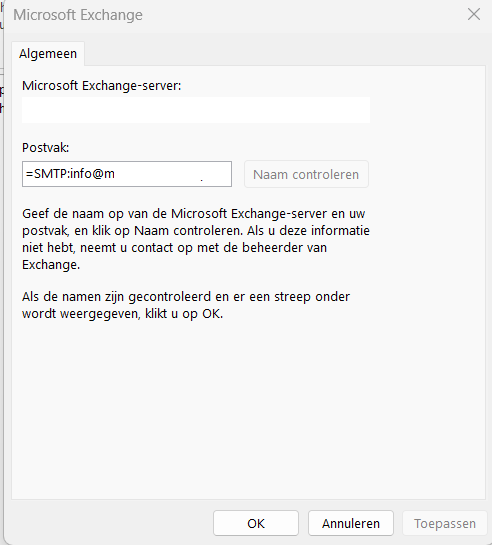 Microsoft Exchange
Algemeen
Microsoft Exchange-server:
Postvak:
=SMTP:info@m
Naam controleren
Geef de naam op van de Microsoft Exchange-server en uw
postvak, en klik op Naam controleren. Als u deze informatie
niet hebt, neemt u contact op met de beheerder van
Exchange.
Als de namen zijn gecontroleerd en er een streep onder
wordt weergegeven, klikt u op OK.
OK
Annuleren
Toepassen